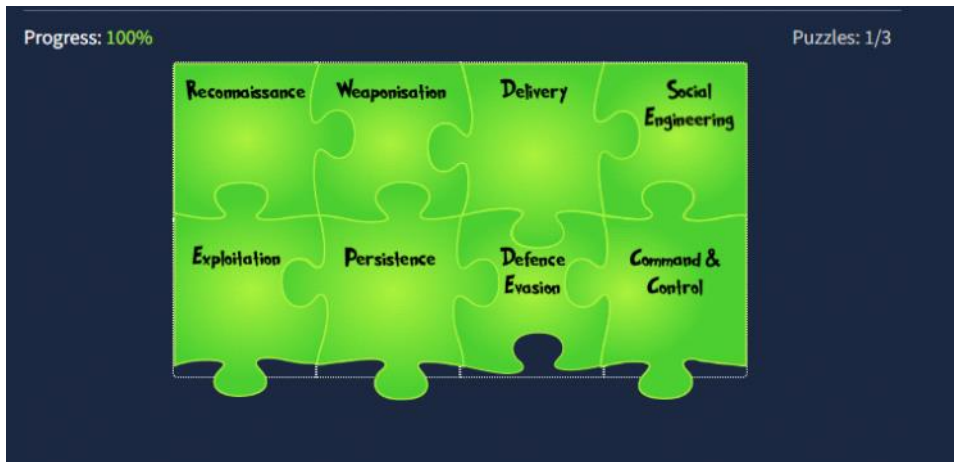 Progress: 100%
Puzzles: 1/3
Reconnaissance
Weaponisation
Delivery
Social
Engineering
Exploitation
Persistence
Defence
Evasion
Command &
Control